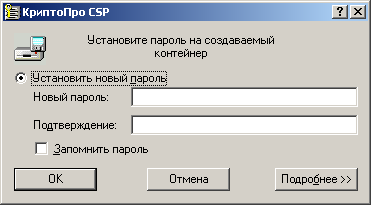 КриптоПро CSP
Установите пароль на создаваемый
контейнер
Установить новый пароль
Новый пароль:
Подтверждение:
Запомнить пароль
OK
Отмена
Подробнее >>